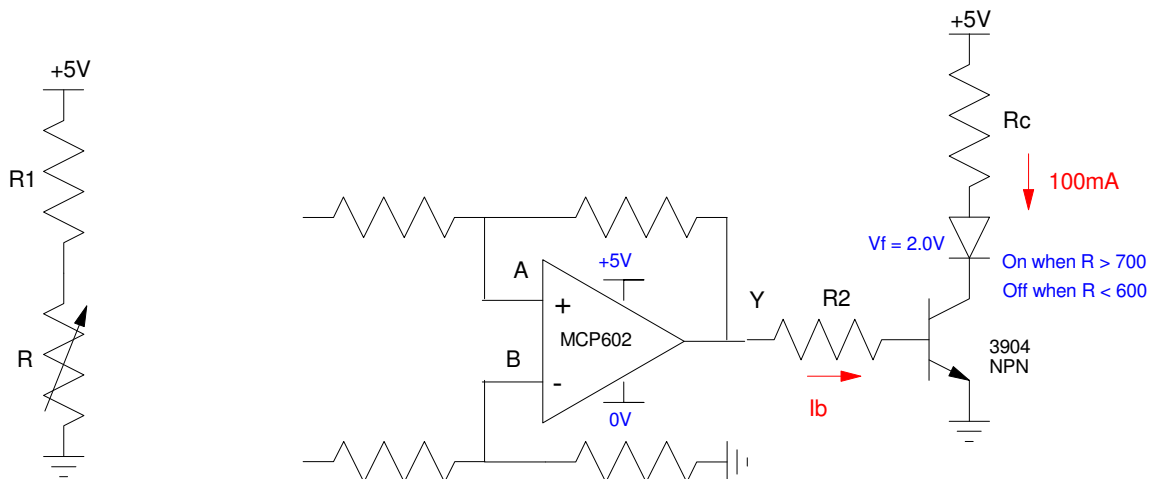 +5V
+5V
R1
Rc
100mA
Vf = 2.0V
On when R > 700
Off when R < 600
A
+5V
+
Y
R2
MCP602
R
B
-
3904
NPN
0V
Ib